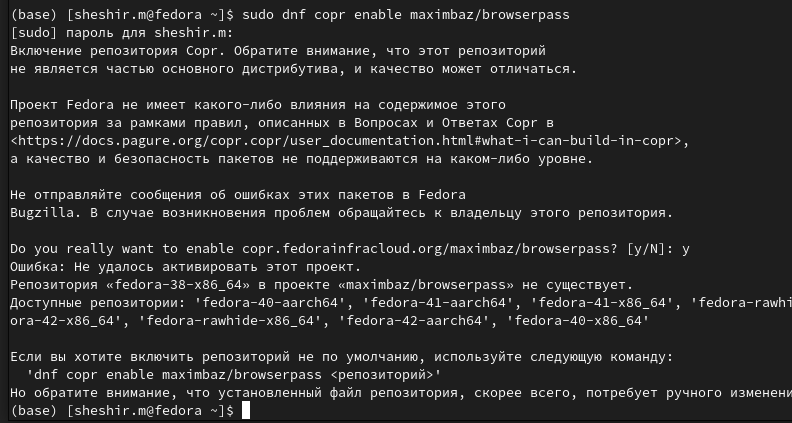 (base) [sheshir.m@fedora ~]$ sudo dnf copr enable maximbaz/browserpass
[sudo] пароль для sheshir.m:
Включение репозитория Copr. Обратите внимание, что этот репозиторий
не является частью основного дистрибутива, и качество может отличаться.
Проект Fedora не имеет какого-либо влияния на содержимое этого
репозитория за рамками правил, описанных в Вопросах и Ответах Copr в
<https://docs.pagure.org/copr.copr/user_documentation.html#what-i-can-build-in-copr>,
а качество и безопасность пакетов не поддерживаются на каком-либо уровне.
Не отправляйте сообщения об ошибках этих пакетов в Fedora
Bugzilla. В случае возникновения проблем обращайтесь к владельцу этого репозитория.
Do you really want to enable copr.fedorainfracloud.org/maximbaz/browserpass? [y/N]: y
Ошибка: Не удалось активировать этот проект.
Репозитория «fedora-38-x86_64» в проекте «maximbaz/browserpass» не существует.
Доступные репозитории: 'fedora-40-aarch64', 'fedora-41-aarch64', 'fedora-41-x86_64', 'fedora-rawhi
ora-42-x86_64', 'fedora-rawhide-x86_64', 'fedora-42-aarch64', 'fedora-40-x86_64'
Если вы хотите включить репозиторий не по умолчанию, используйте следующую команду:
'dnf copr enable maximbaz/browserpass <репозиторий>'
Но обратите внимание, что установленный файл репозитория, скорее всего, потребует ручного изменени
(base) [sheshir.m@fedora ~]$